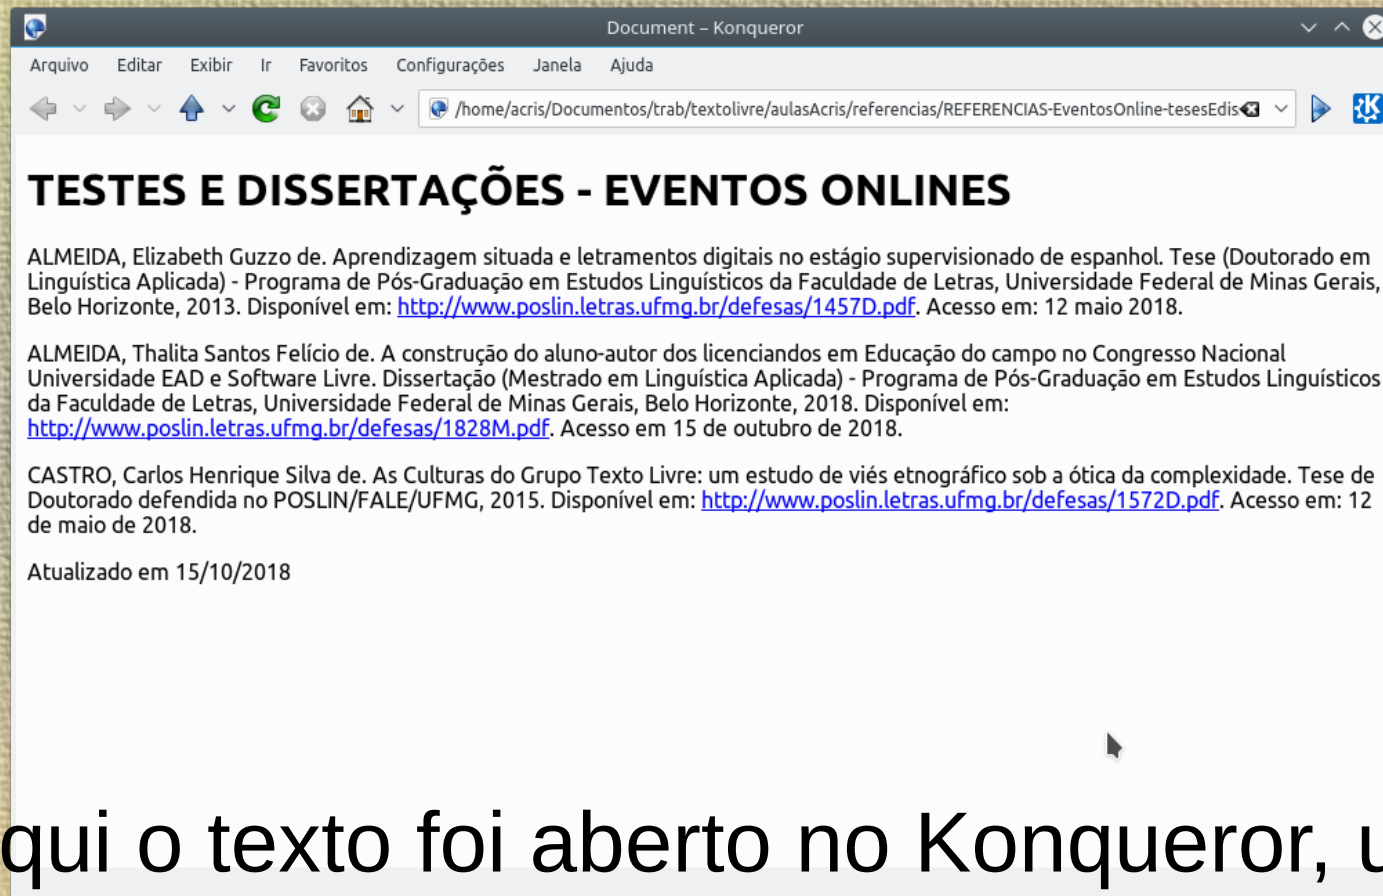 Document – Konqueror
Arquivo Editar Exibir Ir Favoritos Configurações Janela Ajuda
/home/acris/Documentos/trab/textolivre/aulasAcris/referencias/REFERENCIAS-EventosOnline-tesesEdis
TESTES E DISSERTAÇÕES - EVENTOS ONLINES
ALMEIDA, Elizabeth Guzzo de. Aprendizagem situada e letramentos digitais no estágio supervisionado de espanhol. Tese (Doutorado em
Linguística Aplicada) - Programa de Pós-Graduação em Estudos Linguísticos da Faculdade de Letras, Universidade Federal de Minas Gerais,
Belo Horizonte, 2013. Disponível em: http://www.poslin.letras.ufmg.br/defesas/1457D.pdf. Acesso em: 12 maio 2018.
ALMEIDA, Thalita Santos Felício de. A construção do aluno-autor dos licenciandos em Educação do campo no Congresso Nacional
Universidade EAD e Software Livre. Dissertação (Mestrado em Linguística Aplicada) - Programa de Pós-Graduação em Estudos Linguísticos
da Faculdade de Letras, Universidade Federal de Minas Gerais, Belo Horizonte, 2018. Disponível em:
http://www.poslin.letras.ufmg.br/defesas/1828M.pdf. Acesso em 15 de outubro de 2018.
CASTRO, Carlos Henrique Silva de. As Culturas do Grupo Texto Livre: um estudo de viés etnográfico sob a ótica da complexidade. Tese de
Doutorado defendida no POSLIN/FALE/UFMG, 2015. Disponível em: http://www.poslin.letras.ufmg.br/defesas/1572D.pdf. Acesso em: 12
de maio de 2018.
Atualizado em 15/10/2018
qui o texto foi aberto no Konqueror, u